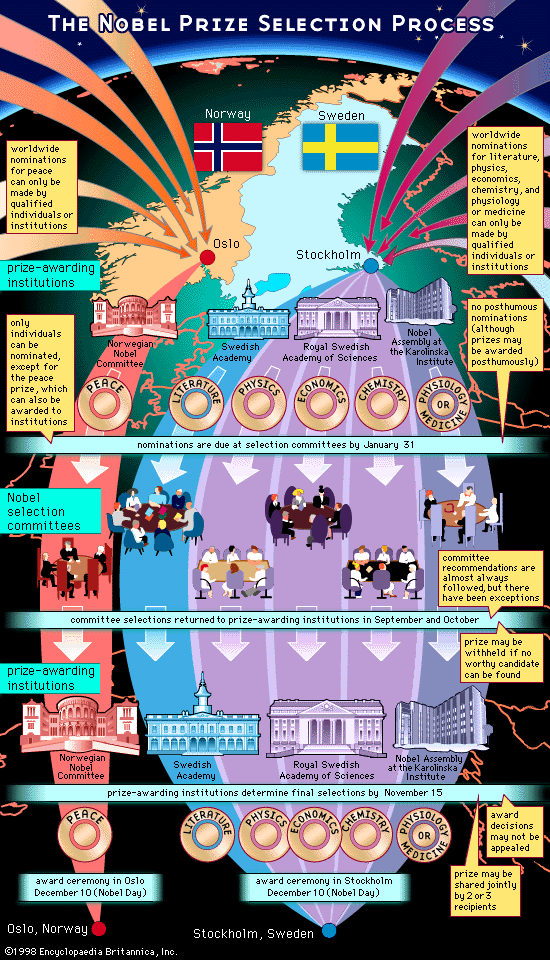 THE NOBEL PRIZE SELECTION PROCESS
Norway
Sweden
worldwide
nominations
for peace
can only be
made by
qualified
individuals or
institutions
worldwide
nominations
for literature,
physics,
economics,
chemistry, and
physiology
or medicine
can only be
made by
qualified
individuals or
institutions
Oslo
Stockholm
prize-awarding
institutions
only
individuals
can be
nominated,
except for the
peace
prize, which
can also be
awarded to
institutions
no posthumous
nominations
(although
prizes may
be awarded
posthumously)
Norwegian
Nobel
Committee
Swedish
Academy
Royal Swedish
Academy of Sciences
Nobel
Assembly at
the Karolinska
Institute
PEACE
LITERATURE
PHYSICS
ECONOMICS
CHEMISTRY
PHYSIOLOGY
OR
MEDICINE
nominations are due at selection committees by January 31
Nobel
selection
committees
committee
recommendations are
almost always
followed, but there
have been exceptions
committee selections returned to prize-awarding institutions in September and October
prize may be
withheld if no
worthy candidate
can be found
prize-awarding
institutions
Norwegian
Nobel
Committee
Swedish
Academy
Royal Swedish
Academy of Sciences
Nobel Assembly
at the Karolinska
Institute
prize-awarding institutions determine final selections by November 15
PEACE
LITERATURE
PHYSICS
ECONOMICS
CHEMISTRY
PHYSIOLOGY
OR
MEDICINE
award
decisions
may not be
appealed
award ceremony in Oslo
December 10 (Nobel Day)
award ceremony in Stockholm
December 10 (Nobel Day)
prize may be
shared jointly
by 2 or 3
recipients
Oslo, Norway
Stockholm, Sweden
©1998 Encyclopaedia Britannica, Inc.